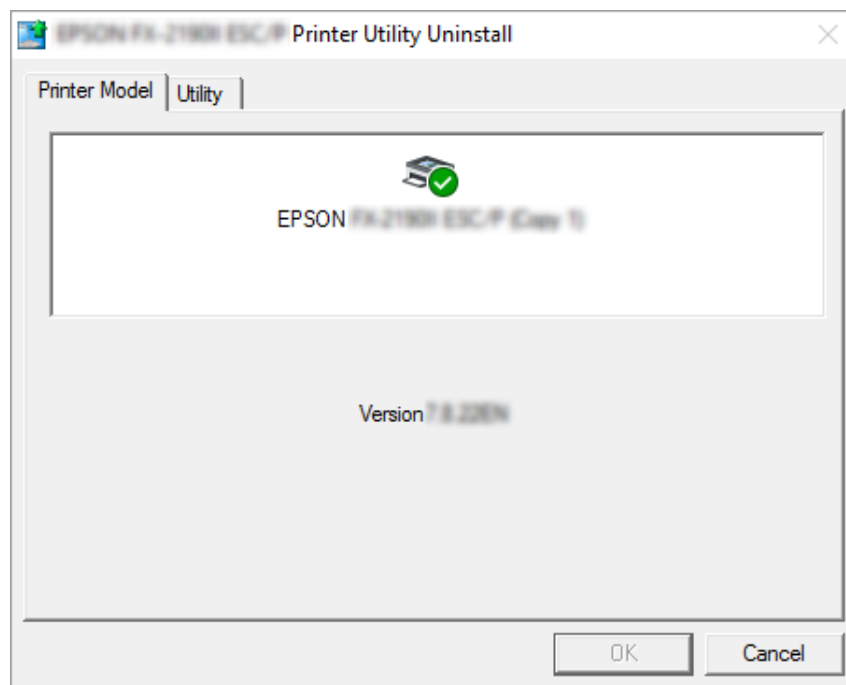 Printer Utility Uninstall
Printer Model
Utility
EPSON
Version
OK
Cancel